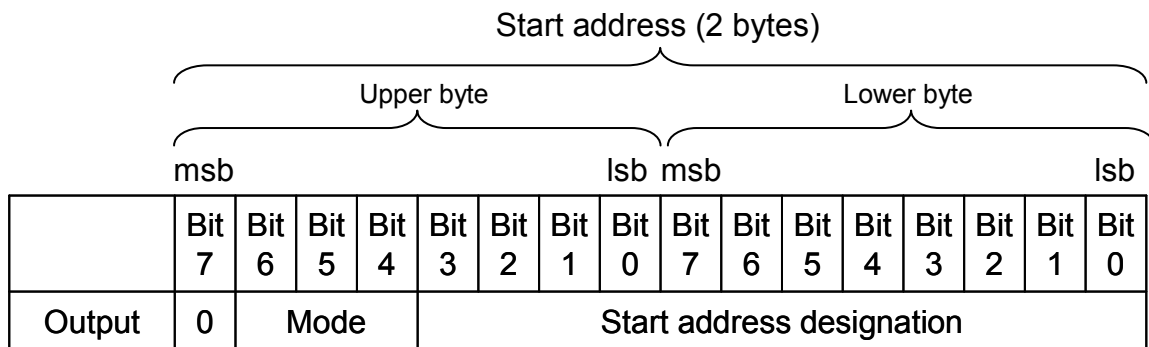 Start address (2 bytes)
Upper byte Lower byte
msb lsb msb lsb
Bit 7 Bit 6 Bit 5 Bit 4 Bit 3 Bit 2 Bit 1 Bit 0 Bit 7 Bit 6 Bit 5 Bit 4 Bit 3 Bit 2 Bit 1 Bit 0
Output 0 Mode Start address designation